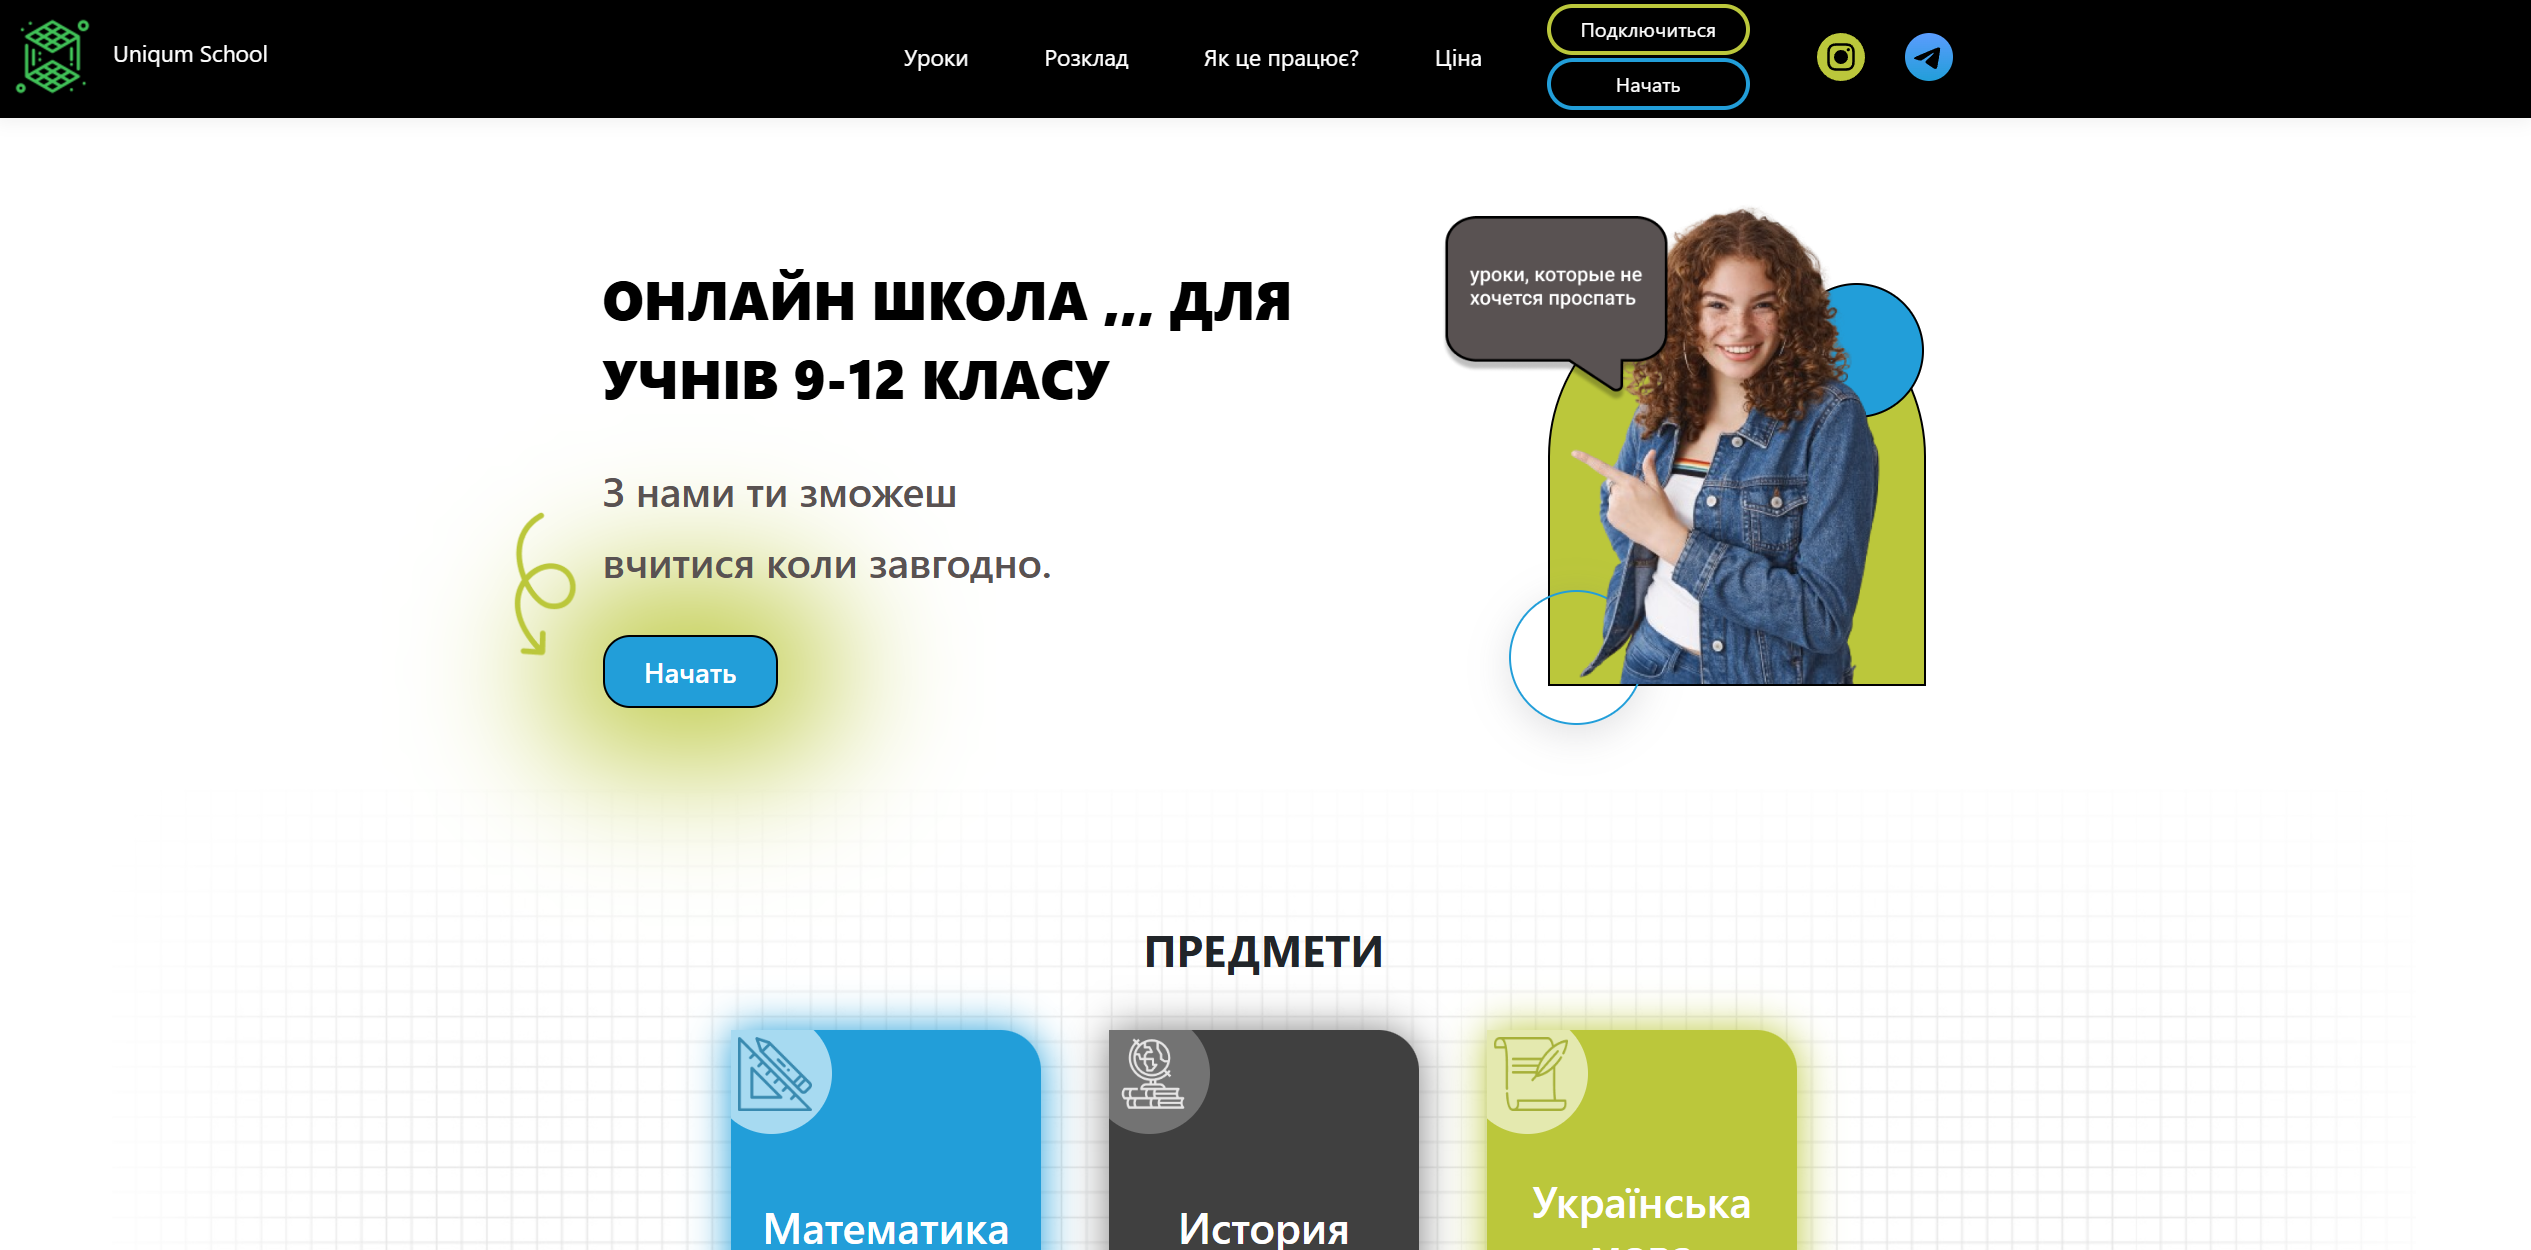 Uniqum School
Уроки
Розклад
Як це працює?
Ціна
Подключиться
Начать
ОНЛАЙН ШКОЛА ,,, ДЛЯ
УЧНІВ 9-12 КЛАСУ
уроки, которые не
хочется проспать
З нами ти зможеш
вчитися коли завгодно.
Начать
ПРЕДМЕТИ
Математика
История
Українська